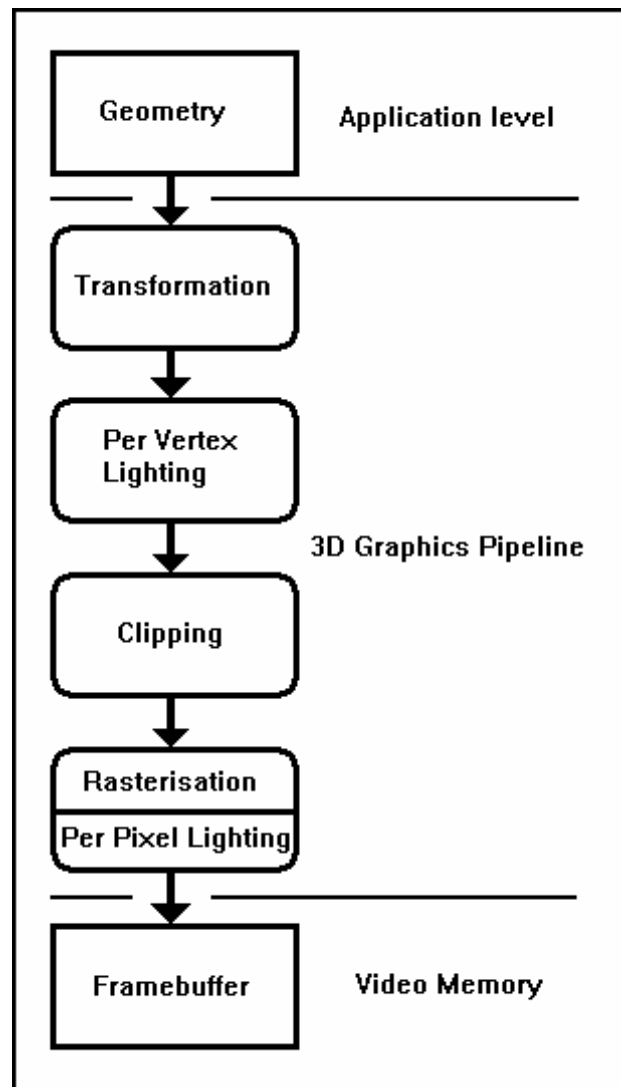 Geometry
Application level
Transformation
Per Vertex
Lighting
3D Graphics Pipeline
Clipping
Rasterisation
Per Pixel Lighting
Framebuffer
Video Memory